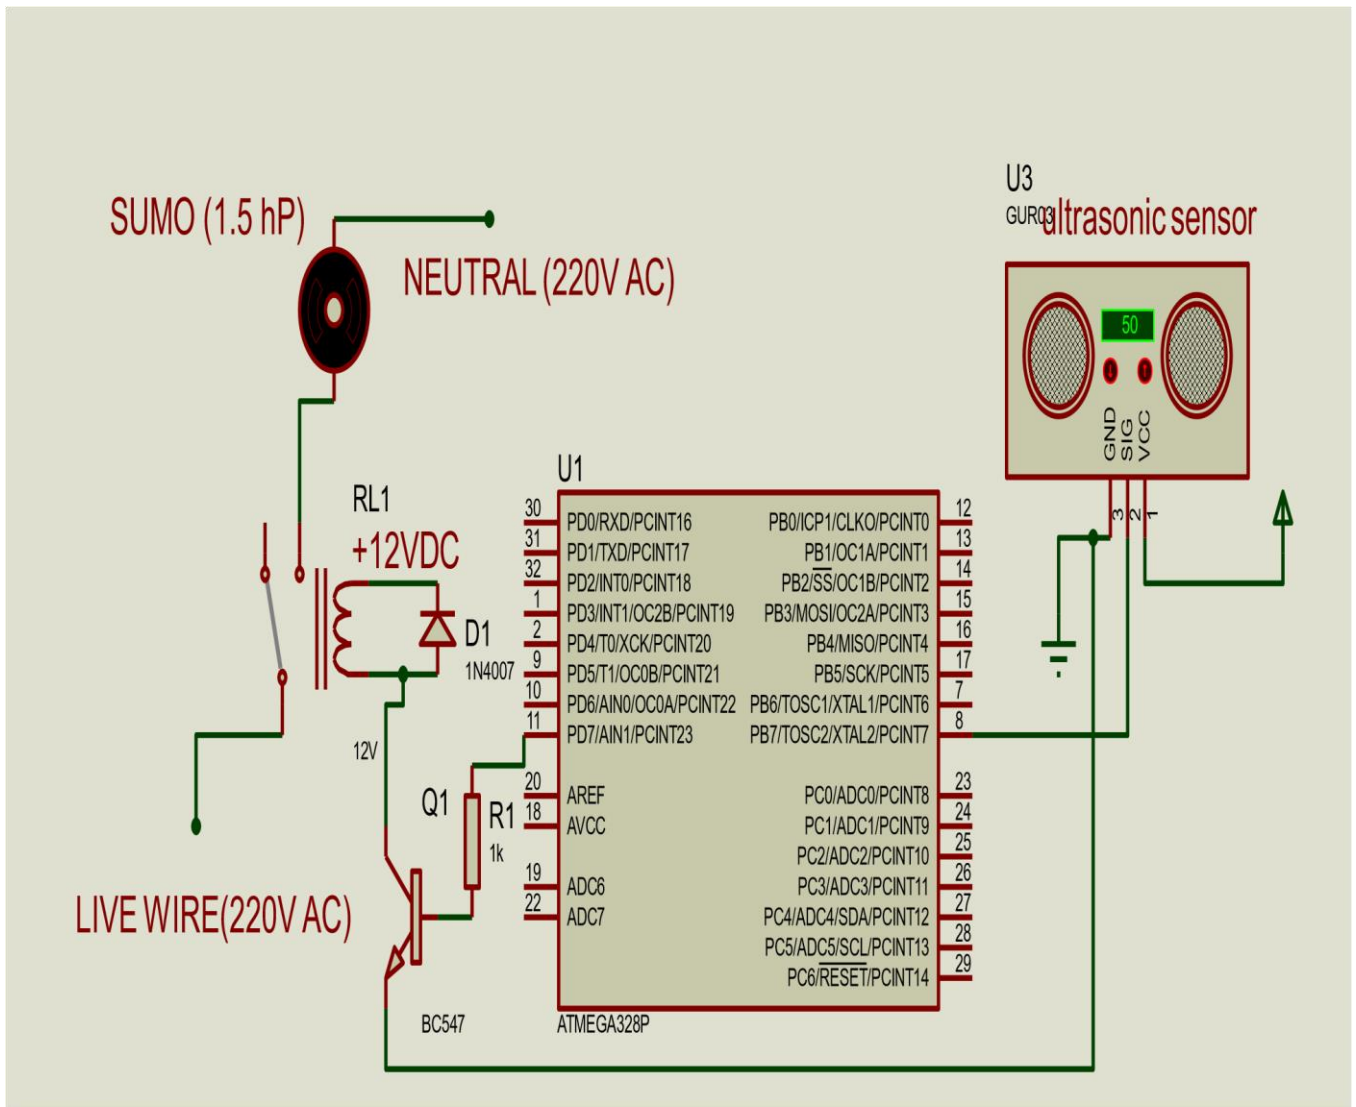 U3
GUR03
ultrasonic sensor
SUMO (1.5 hP)
NEUTRAL (220V AC)
50
GND
SIG
VCC
3
2
1
RL1
+12VDC
D1
1N4007
12V
LIVE WIRE(220V AC)
Q1
BC547
R1
1k
U1
30 PD0/RXD/PCINT16 PB0/ICP1/CLKO/PCINT0 12
31 PD1/TXD/PCINT17 PB1/OC1A/PCINT1 13
32 PD2/INT0/PCINT18 PB2/SS/OC1B/PCINT2 14
1 PD3/INT1/OC2B/PCINT19 PB3/MOSI/OC2A/PCINT3 15
2 PD4/T0/XCK/PCINT20 PB4/MISO/PCINT4 16
9 PD5/T1/OC0B/PCINT21 PB5/SCK/PCINT5 17
10 PD6/AIN0/OC0A/PCINT22 PB6/TOSC1/XTAL1/PCINT6 7
11 PD7/AIN1/PCINT23 PB7/TOSC2/XTAL2/PCINT7 8
20 AREF PC0/ADC0/PCINT8 23
18 AVCC PC1/ADC1/PCINT9 24
PC2/ADC2/PCINT10 25
19 ADC6 PC3/ADC3/PCINT11 26
22 ADC7 PC4/ADC4/SDA/PCINT12 27
PC5/ADC5/SCL/PCINT13 28
PC6/RESET/PCINT14 29
ATMEGA328P